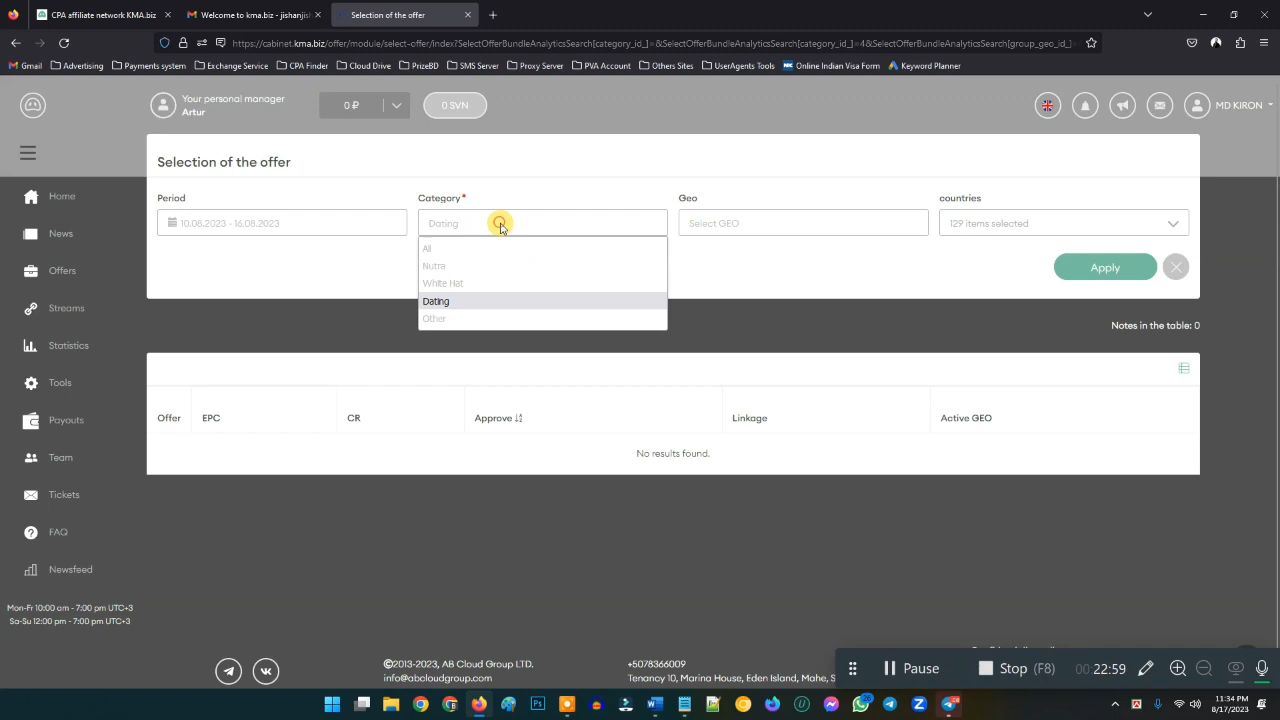 CPA affiliate network KMA.biz
Welcome to kma.biz - jishanjish
Selection of the offer
https://cabinet.kma.biz/offer/module/select-offer/index?SelectOfferBundleAnalyticsSearch[category_id_]=&SelectOfferBundleAnalyticsSearch[category_id_]=4&SelectOfferBundleAnalyticsSearch[group_geo_id_]=
Gmail Advertising Payments system Exchange Service CPA Finder Cloud Drive PrizeBD SMS Server Proxy Server PVA Account Others Sites UserAgents Tools Online Indian Visa Form Keyword Planner
Your personal manager
Artur
0 ₽
0 SVN
MD KIRON
Selection of the offer
Period
Category*
Geo
countries
10.08.2023 - 16.08.2023
Dating
Select GEO
129 items selected
All
Nutra
White Hat
Dating
Other
Apply
Notes in the table: 0
Offer
EPC
CR
Approve
Linkage
Active GEO
No results found.
Home
News
Offers
Streams
Statistics
Tools
Payouts
Team
Tickets
FAQ
Newsfeed
Mon-Fr 10:00 am - 7:00 pm UTC+3
Sa-Su 12:00 pm - 7:00 pm UTC+3
©2013-2023, AB Cloud Group LTD.
info@abcloudgroup.com
+5078366009
Tenancy 10, Marina House, Eden Island, Mahe,
Pause
Stop (F8)
00:22:59
11:34 PM
8/17/2023